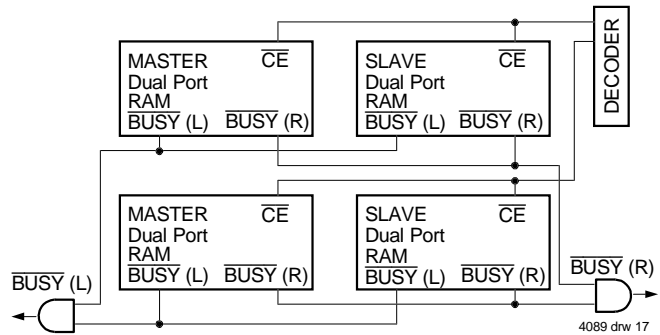 MASTER
Dual Port
RAM
CE
BUSY (L) BUSY (R)
SLAVE
Dual Port
RAM
CE
BUSY (L) BUSY (R)
DECODER
MASTER
Dual Port
RAM
CE
BUSY (L) BUSY (R)
SLAVE
Dual Port
RAM
CE
BUSY (L) BUSY (R)
BUSY (L)
BUSY (R)
4089 drw 17